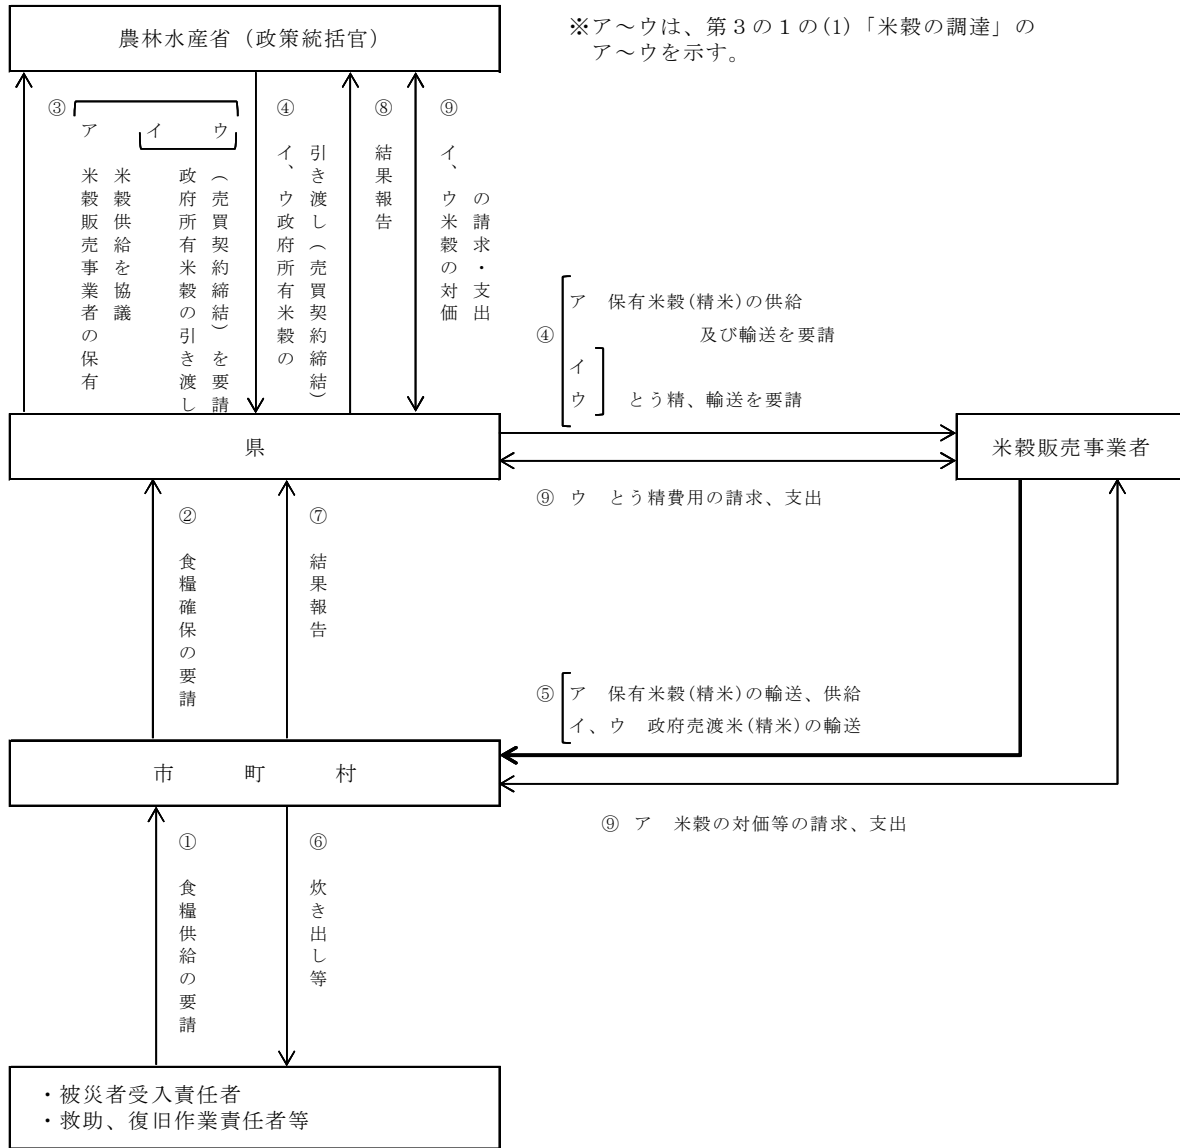 農林水産省（政策統括官）
※ア～ウは、第３の１の(1)「米穀の調達」の
ア～ウを示す。
③
ア
米穀販売事業者の保有
米穀供給を協議
イ
ウ
政府所有米穀の引き渡し
（売買契約締結）を要請
④
イ、ウ政府所有米穀の
引き渡し（売買契約締結）
⑧
結果報告
⑨
イ、ウ米穀の対価
の請求・支出
④
ア　保有米穀(精米)の供給
及び輸送を要請
イ
ウ　とう精、輸送を要請
県
米穀販売事業者
⑨ ウ　とう精費用の請求、支出
②
食糧確保の要請
⑦
結果報告
⑤
ア　保有米穀(精米)の輸送、供給
イ、ウ　政府売渡米(精米)の輸送
市　町　村
⑨ ア　米穀の対価等の請求、支出
①
食糧供給の要請
⑥
炊き出し等
・被災者受入責任者
・救助、復旧作業責任者等